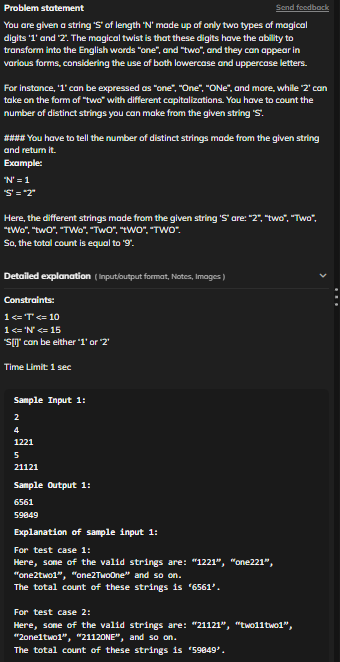 Problem statement
Send feedback
You are given a string 'S' of length 'N' made up of only two types of magical
digits '1' and '2'. The magical twist is that these digits have the ability to
transform into the English words "one", and "two", and they can appear in
various forms, considering the use of both lowercase and uppercase letters.
For instance, '1' can be expressed as "one", "One", "ONe", and more, while '2' can
take on the form of "two" with different capitalizations. You have to count the
number of distinct strings you can make from the given string 'S'.
#### You have to tell the number of distinct strings made from the given string
and return it.
Example:
'N' = 1
'S' = "2"
Here, the different strings made from the given string 'S' are: "2", "two", "Two",
"tWo", "twO", "TWo", "TwO", "tWO", "TWO".
So, the total count is equal to '9'.
Detailed explanation ( Input/output format, Notes, Images )
Constraints:
1 <= 'T' <= 10
1 <= 'N' <= 15
'S[i]' can be either '1' or '2'
Time Limit: 1 sec
Sample Input 1:
2
4
1221
5
21121
Sample Output 1:
6561
59049
Explanation of sample input 1:
For test case 1:
Here, some of the valid strings are: "1221", "one221",
"one2two1", "one2TwoOne" and so on.
The total count of these strings is '6561'.
For test case 2:
Here, some of the valid strings are: "21121", "two11two1",
"2one1two1", "2112ONE", and so on.
The total count of these strings is '59049'.